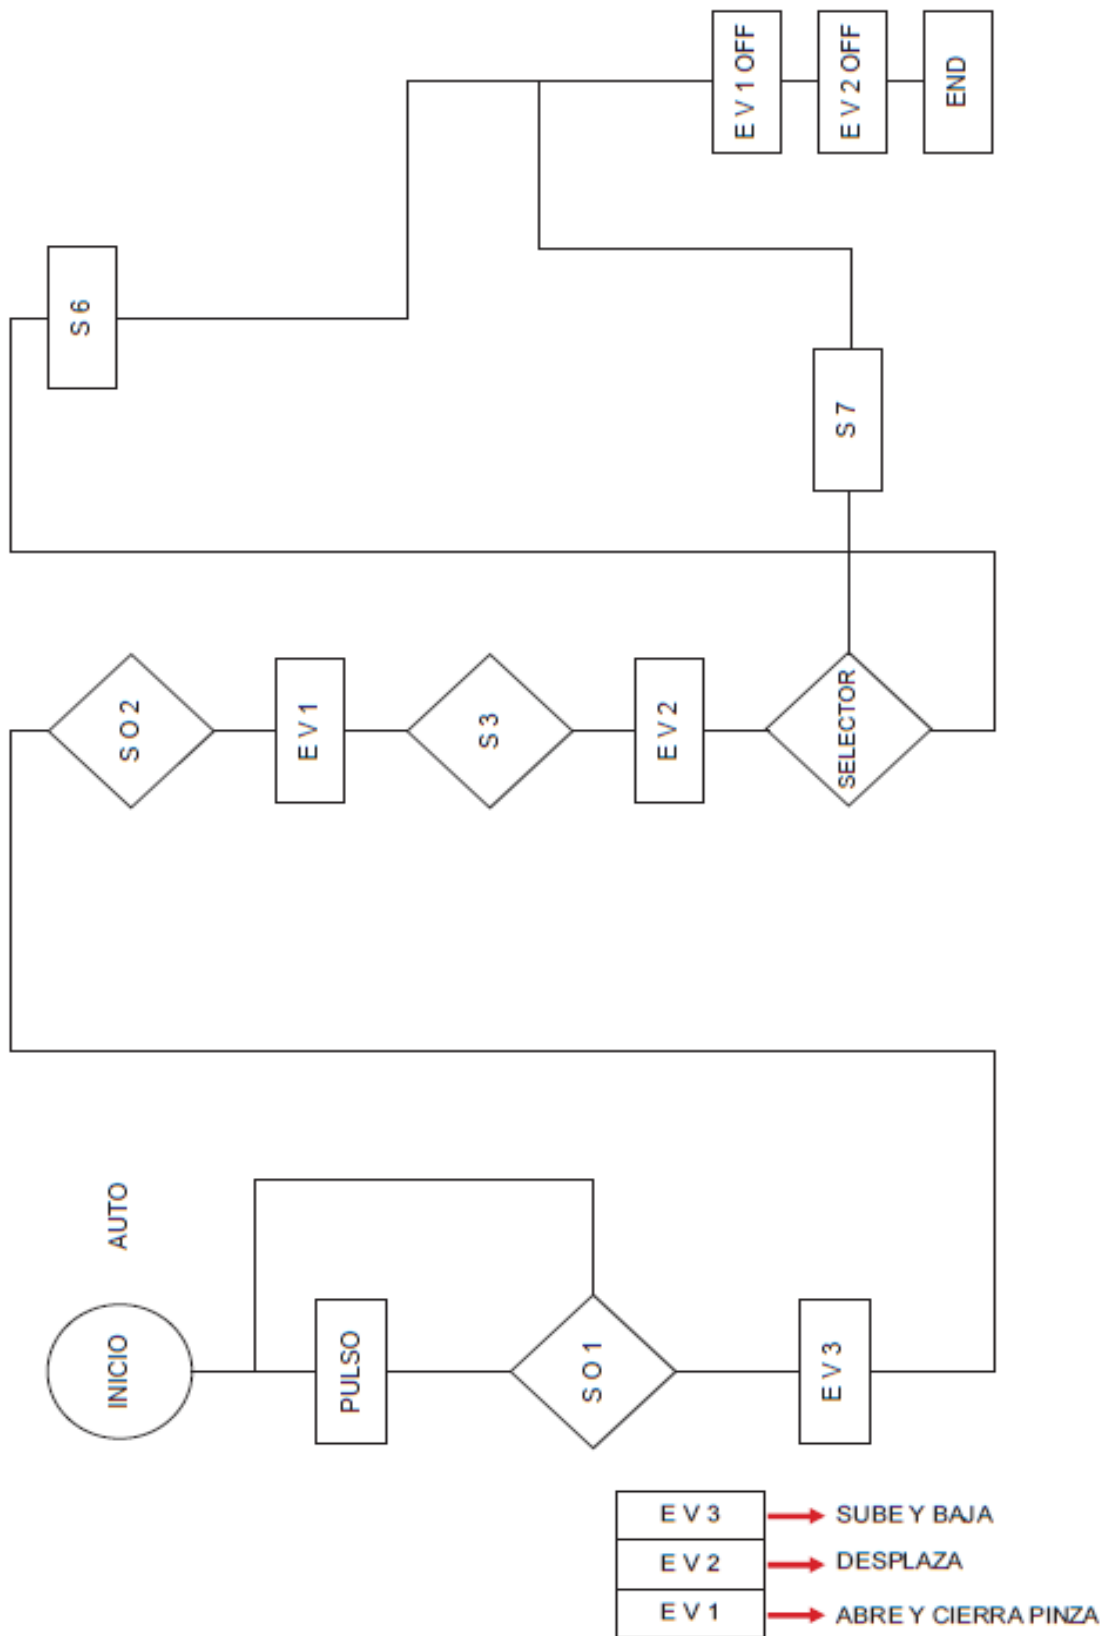 INICIO
AUTO
PULSO
S O 1
E V 3
S O 2
E V 1
S 3
E V 2
SELECTOR
S 6
S 7
E V 1 OFF
E V 2 OFF
END
E V 3 SUBE Y BAJA
E V 2 DESPLAZA
E V 1 ABRE Y CIERRA PINZA